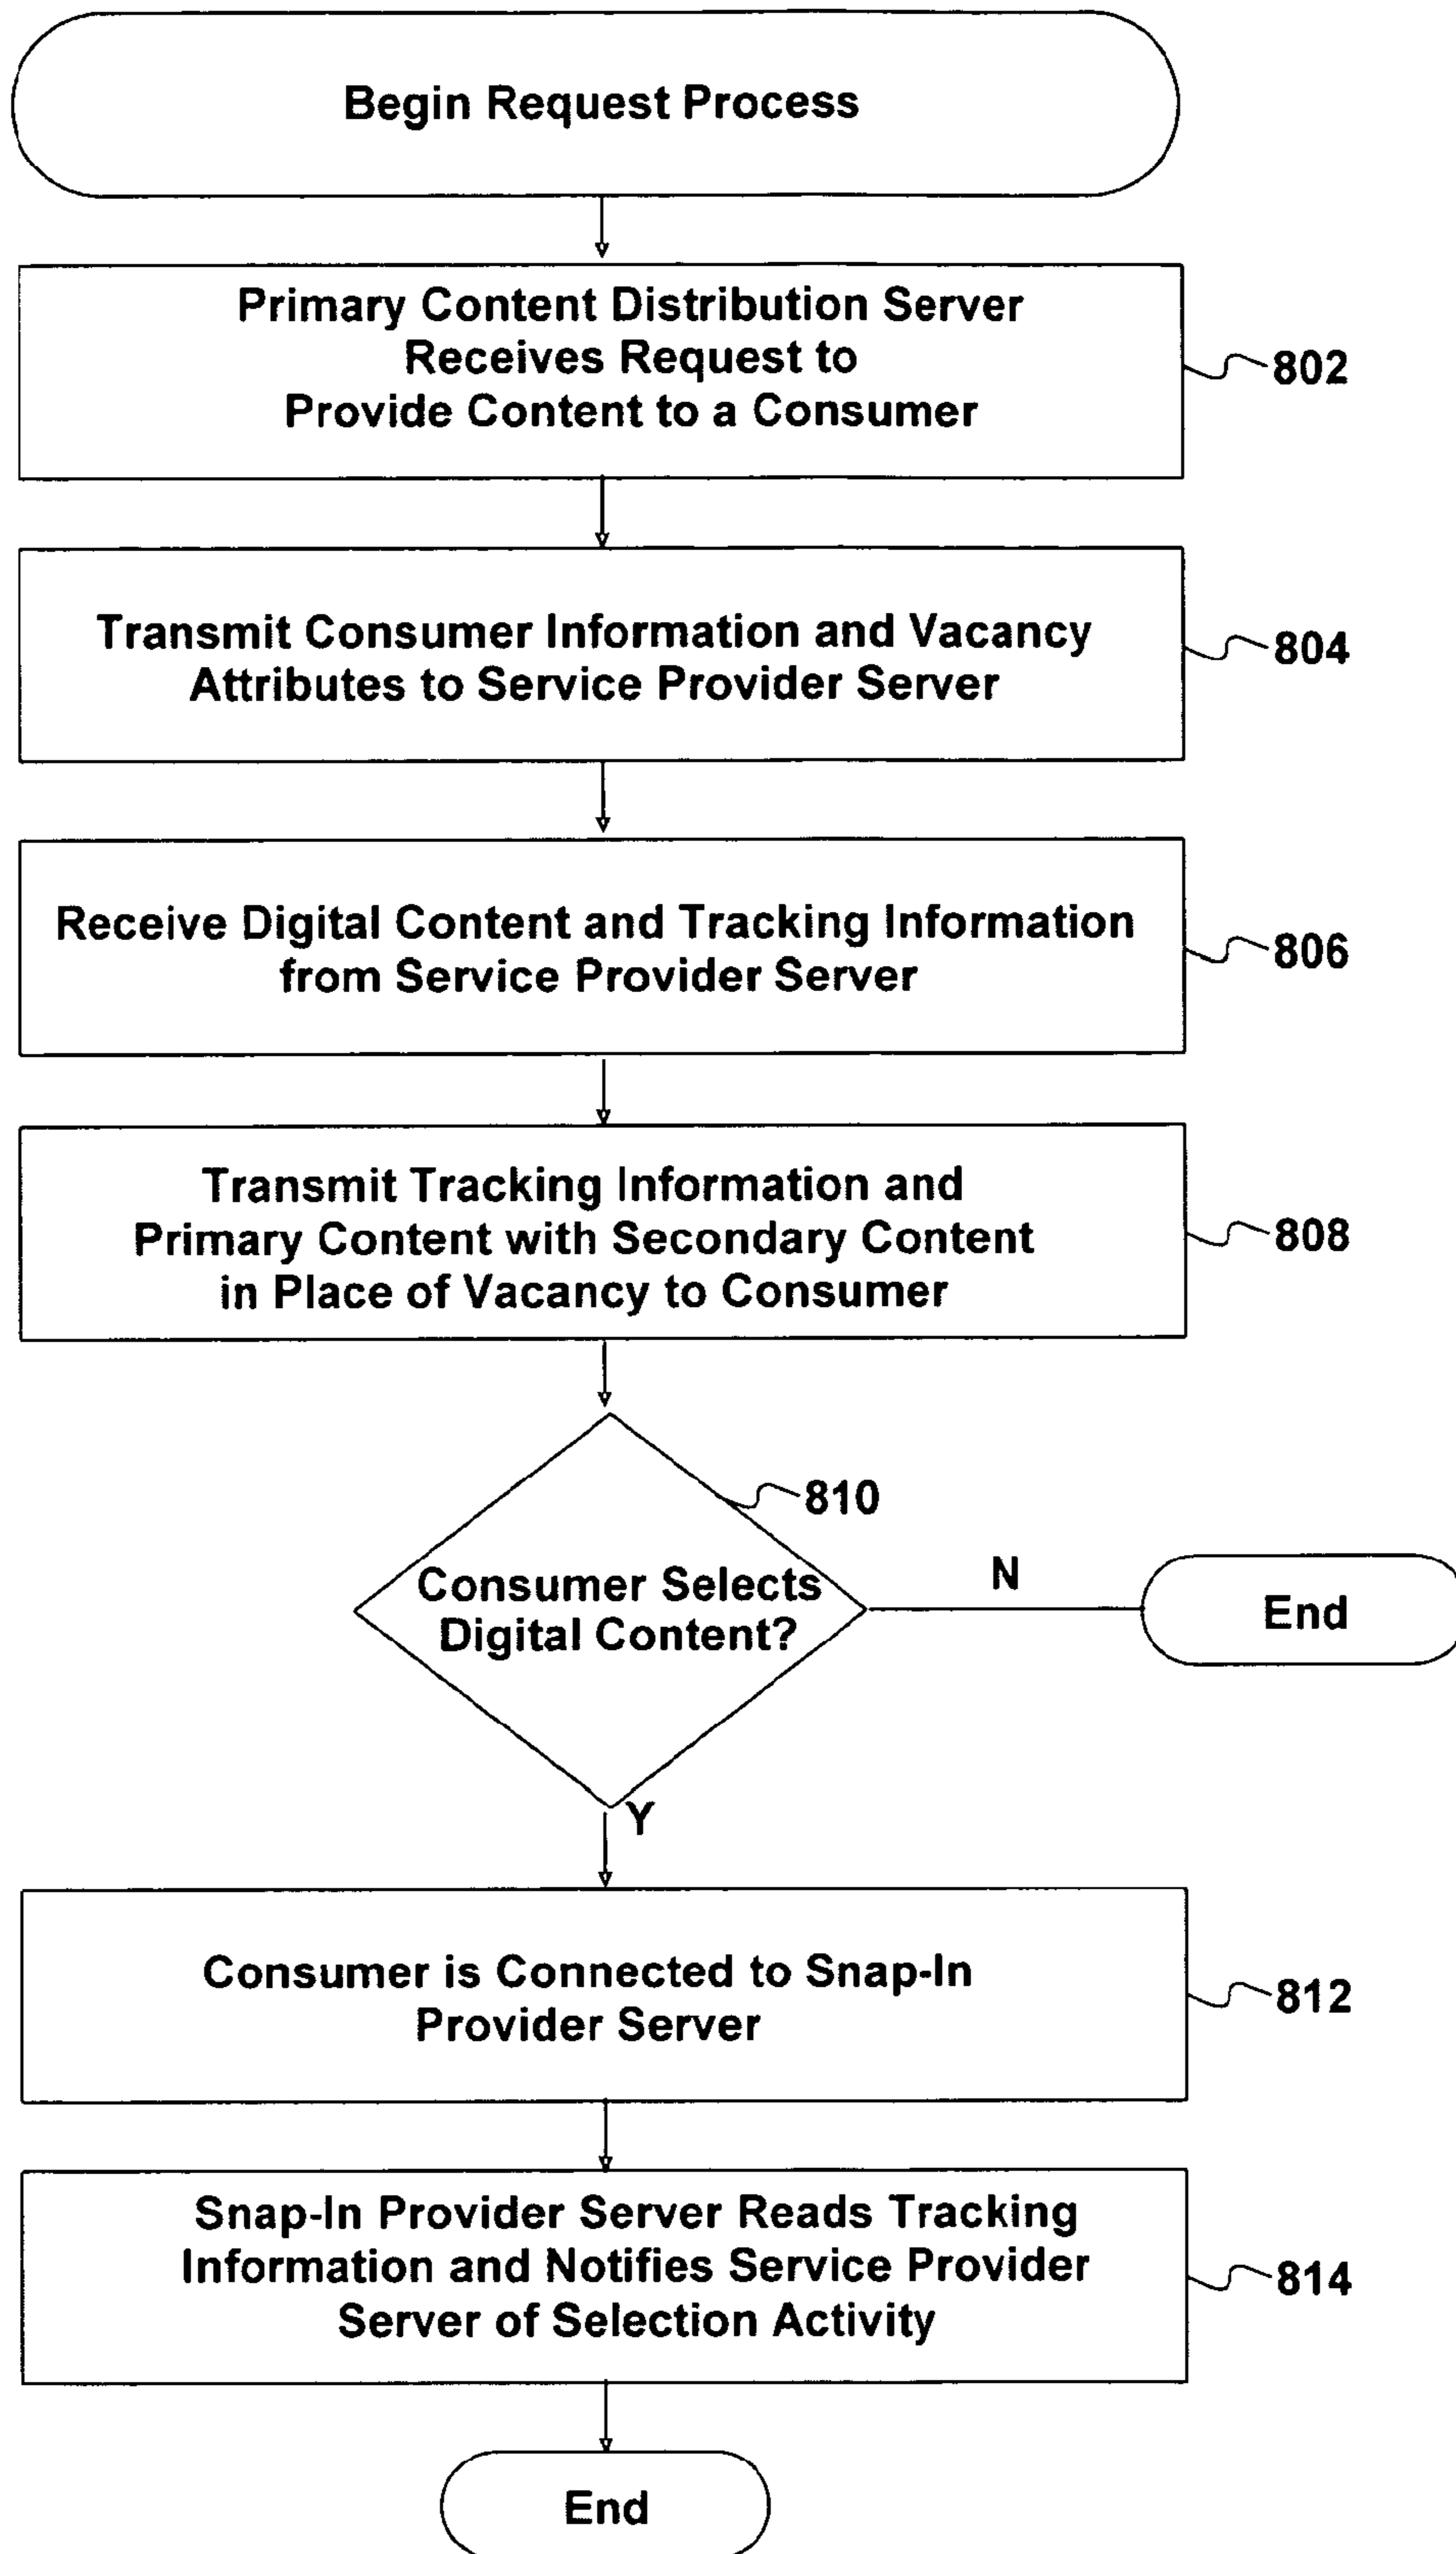 Begin Request Process
Primary Content Distribution Server
Receives Request to
Provide Content to a Consumer
802
Transmit Consumer Information and Vacancy
Attributes to Service Provider Server
804
Receive Digital Content and Tracking Information
from Service Provider Server
806
Transmit Tracking Information and
Primary Content with Secondary Content
in Place of Vacancy to Consumer
808
810
Consumer Selects
Digital Content?
N
End
Y
Consumer is Connected to Snap-In
Provider Server
812
Snap-In Provider Server Reads Tracking
Information and Notifies Service Provider
Server of Selection Activity
814
End